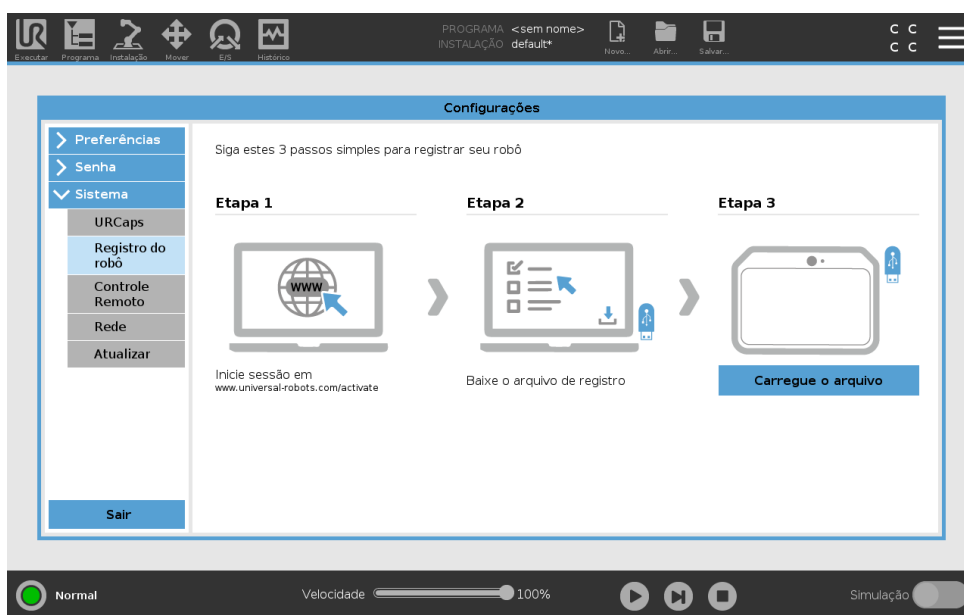 PROGRAMA <sem nome>
INSTALAÇÃO default*
C C
C C
Executar Programa Instalação Mover E/S Histórico Novo... Abrir... Salvar...
Configurações
Preferências
Senha
Sistema
URCaps
Registro do
robô
Controle
Remoto
Rede
Atualizar
Sair
Siga estes 3 passos simples para registrar seu robô
Etapa 1
WWW
Inicie sessão em
www.universal-robots.com/activate
Etapa 2
Baixe o arquivo de registro
Etapa 3
Carregue o arquivo
Normal
Velocidade 100%
Simulação